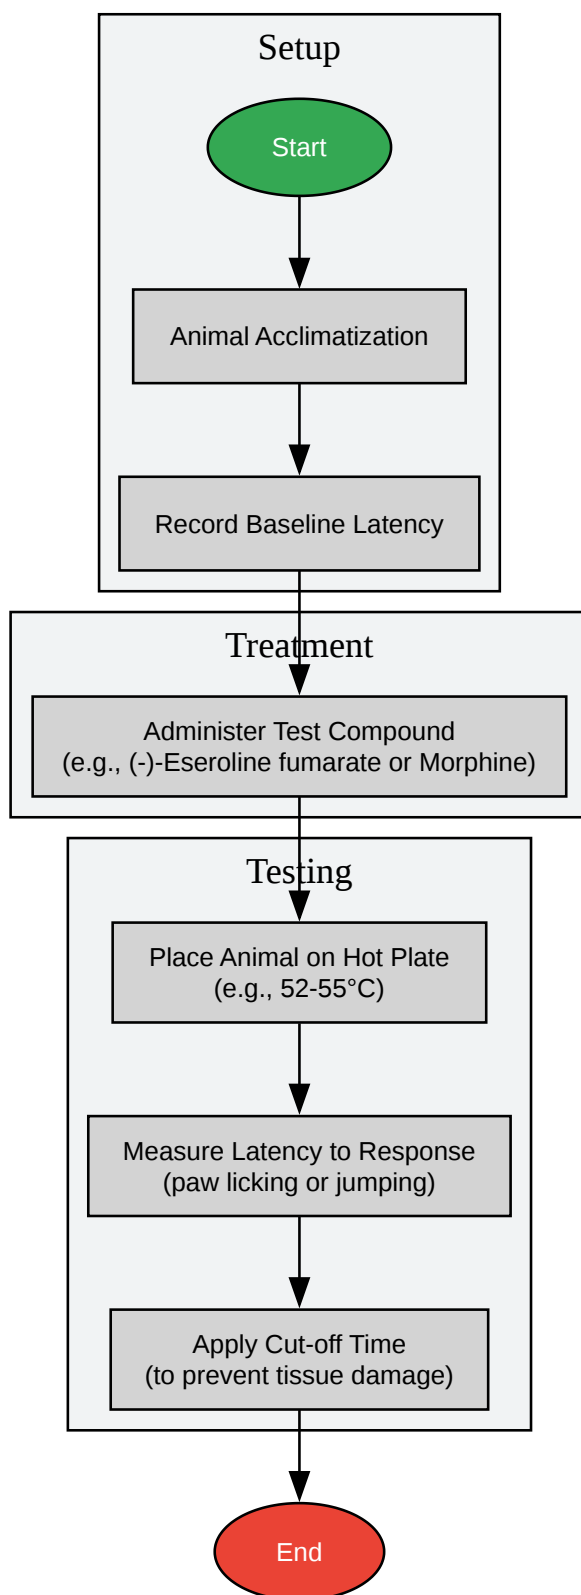 Setup
Start
Animal Acclimatization
Record Baseline Latency
Treatment
Administer Test Compound
(e.g., (-)-Eseroline fumarate or Morphine)
Testing
Place Animal on Hot Plate
(e.g., 52-55°C)
Measure Latency to Response
(paw licking or jumping)
Apply Cut-off Time
(to prevent tissue damage)
End